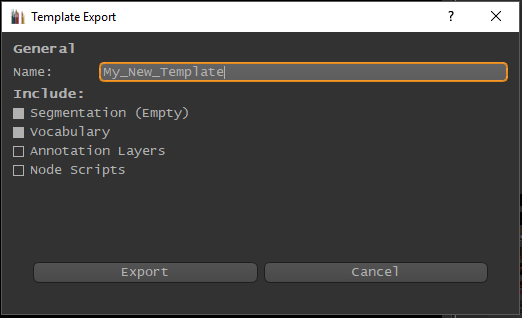 Template Export
General
Name: My_New_Template
Include:
Segmentation (Empty)
Vocabulary
Annotation Layers
Node Scripts
Export Cancel